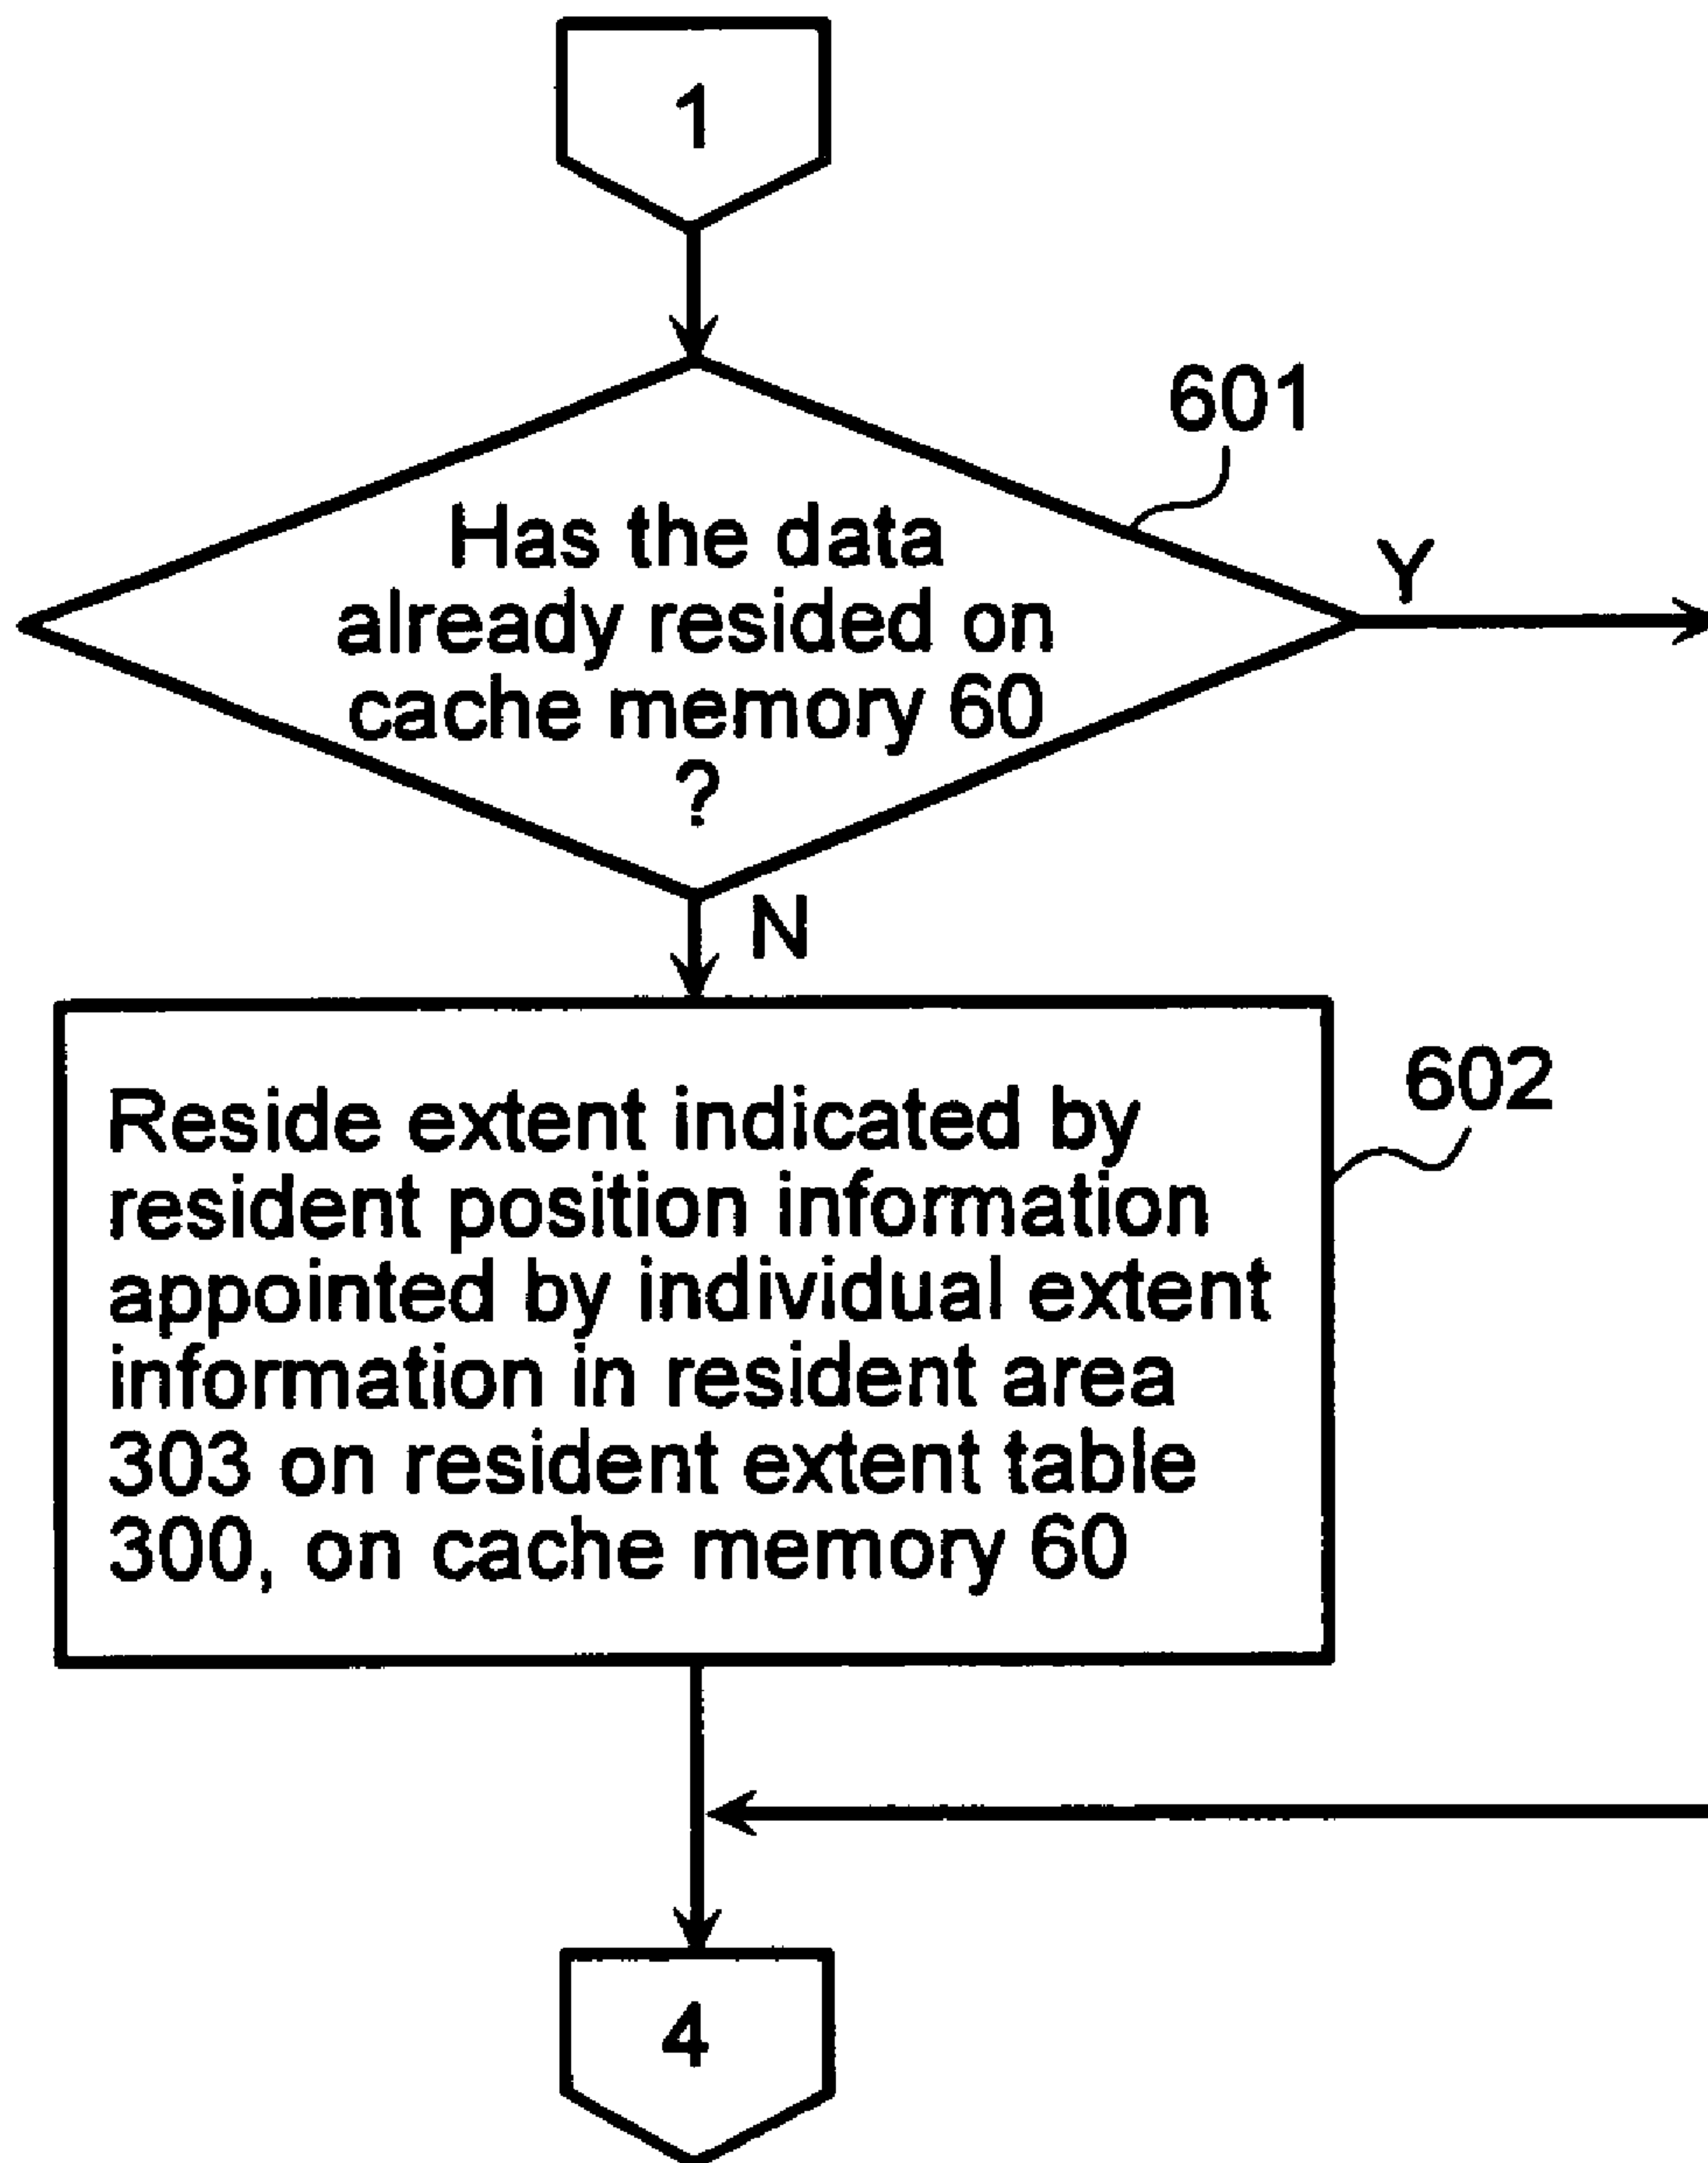 1
601
Has the data
already resided on
cache memory 60
?
Y
N
602
Reside extent indicated by
resident position information
appointed by individual extent
information in resident area
303 on resident extent table
300, on cache memory 60
4